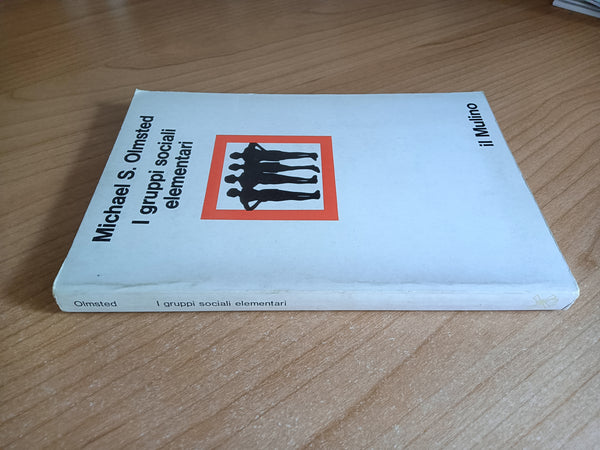 Michael S. Olmsted
I gruppi sociali
elementari
il Mulino
Olmsted
I gruppi sociali elementari